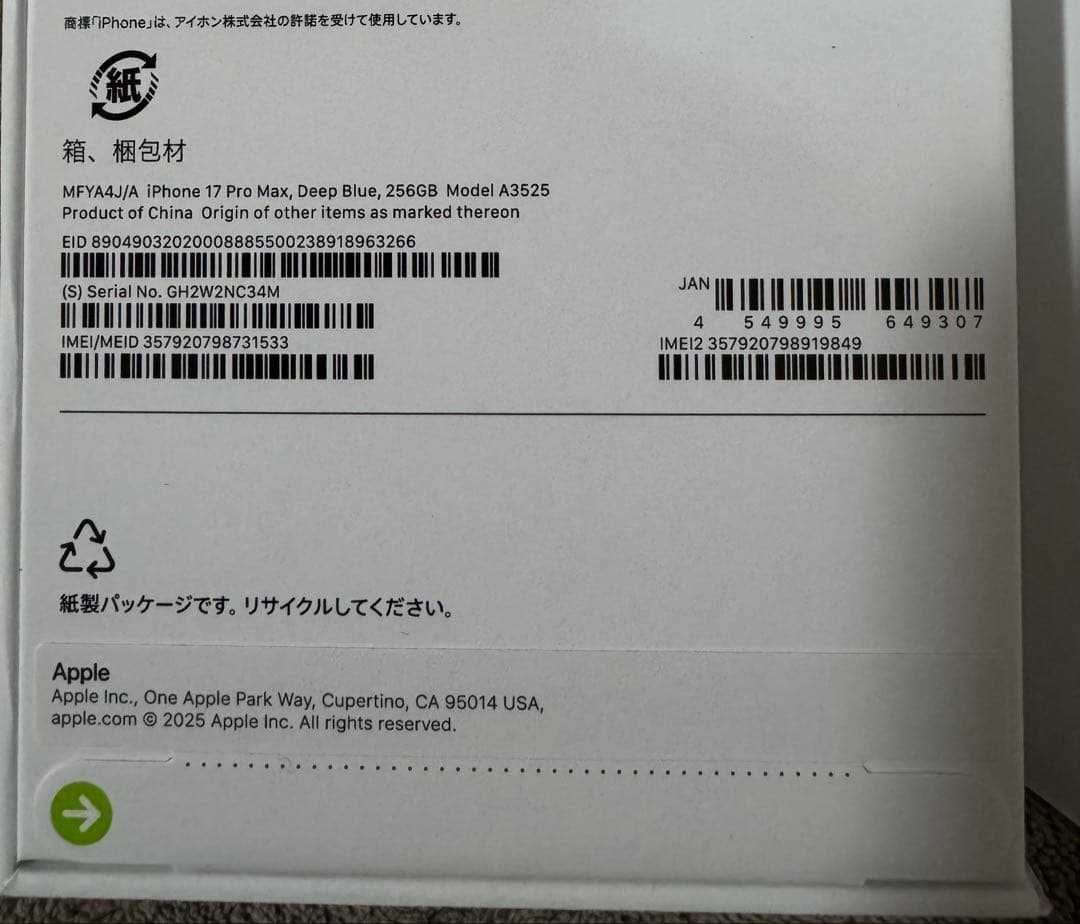 商標「iPhone」は、アイホン株式会社の許諾を受けて使用しています。
紙
箱、梱包材
MFYA4J/A iPhone 17 Pro Max, Deep Blue, 256GB Model A3525
Product of China Origin of other items as marked thereon
EID 89049032020008885500238918963266
(S) Serial No. GH2W2NC34M
JAN
4 549995 649307
IMEI/MEID 357920798731533
IMEI2 357920798919849
紙製パッケージです。リサイクルしてください。
Apple
Apple Inc., One Apple Park Way, Cupertino, CA 95014 USA,
apple.com © 2025 Apple Inc. All rights reserved.